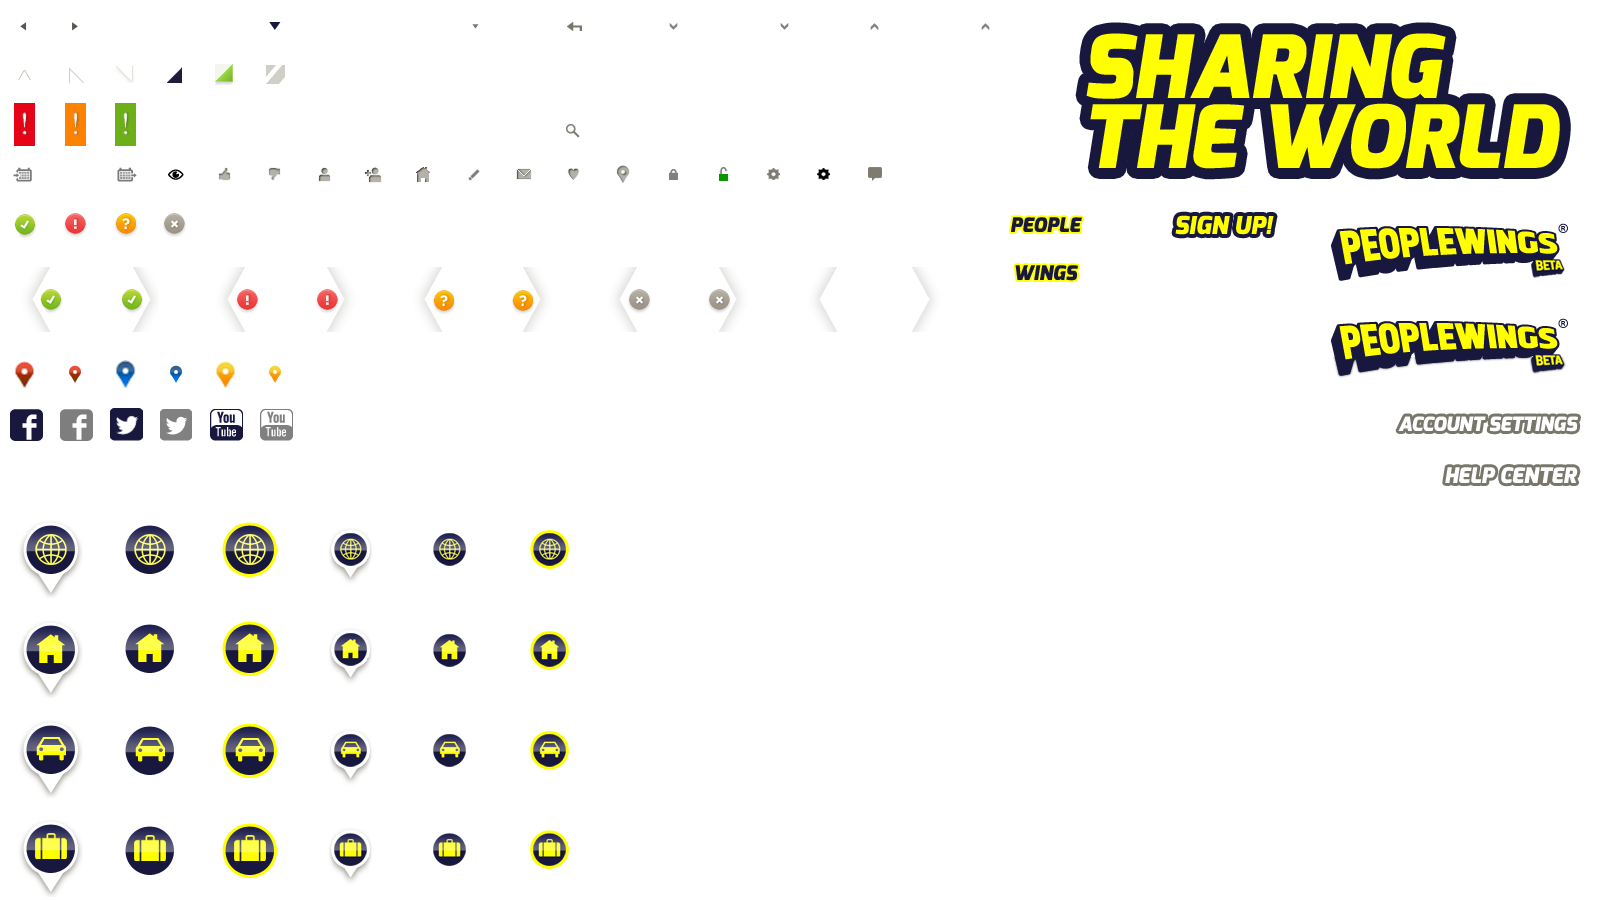 SHARING
THE WORLD
PEOPLE
SIGN UP!
PEOPLEWINGS®
BETA
WINGS
PEOPLEWINGS®
BETA
You
Tube
You
Tube
ACCOUNT SETTINGS
HELP CENTER